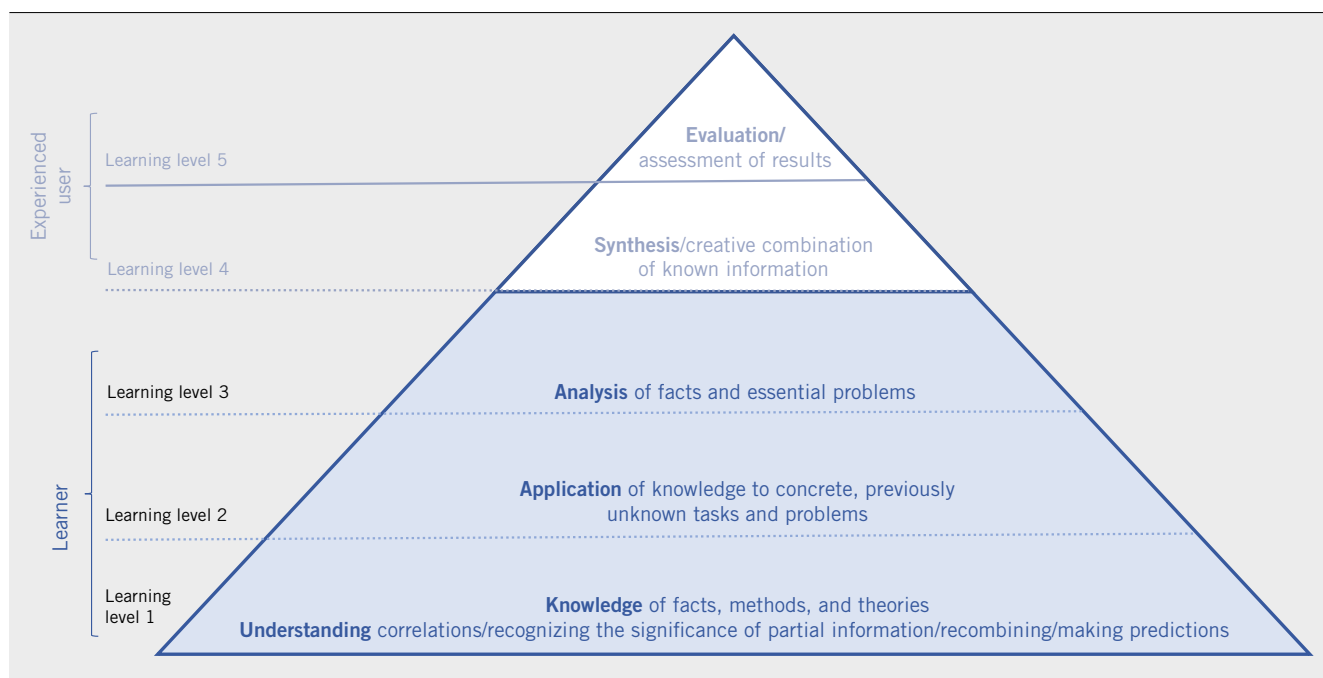 Experienced
user
Learning level 5
Evaluation/
assessment of results
Synthesis/creative combination
of known information
Learning level 4
Learner
Learning level 3
Analysis of facts and essential problems
Application of knowledge to concrete, previously
unknown tasks and problems
Learning level 2
Learning
level 1
Knowledge of facts, methods, and theories
Understanding correlations/recognizing the significance of partial information/recombining/making predictions